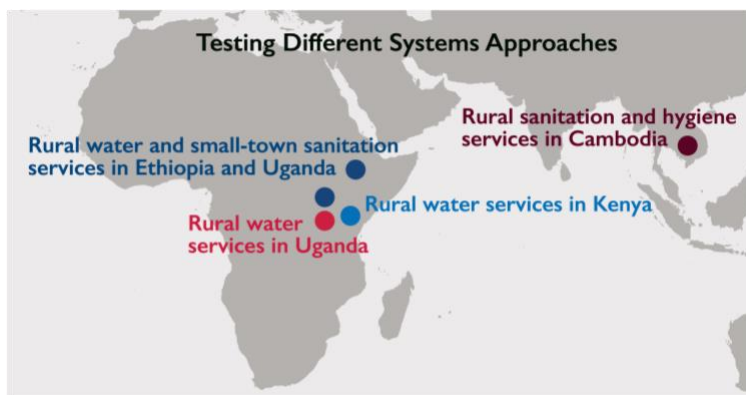 Testing Different Systems Approaches
Rural sanitation and hygiene
services in Cambodia
Rural water and small-town sanitation
services in Ethiopia and Uganda
Rural water services in Kenya
Rural water
services in Uganda